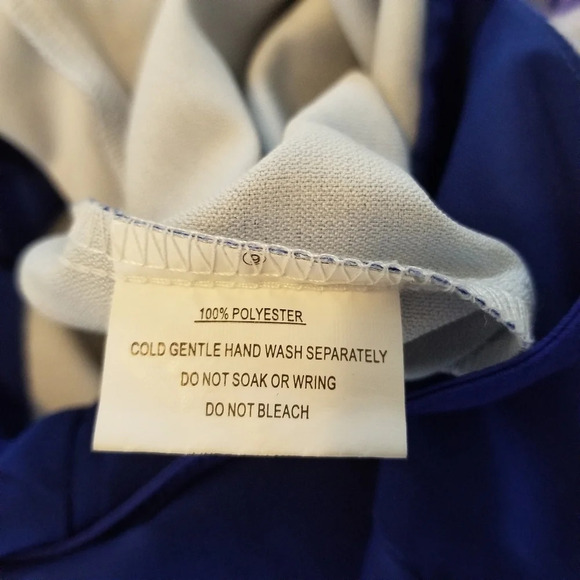 100% POLYESTER
COLD GENTLE HAND WASH SEPARATELY
DO NOT SOAK OR WRING
DO NOT BLEACH